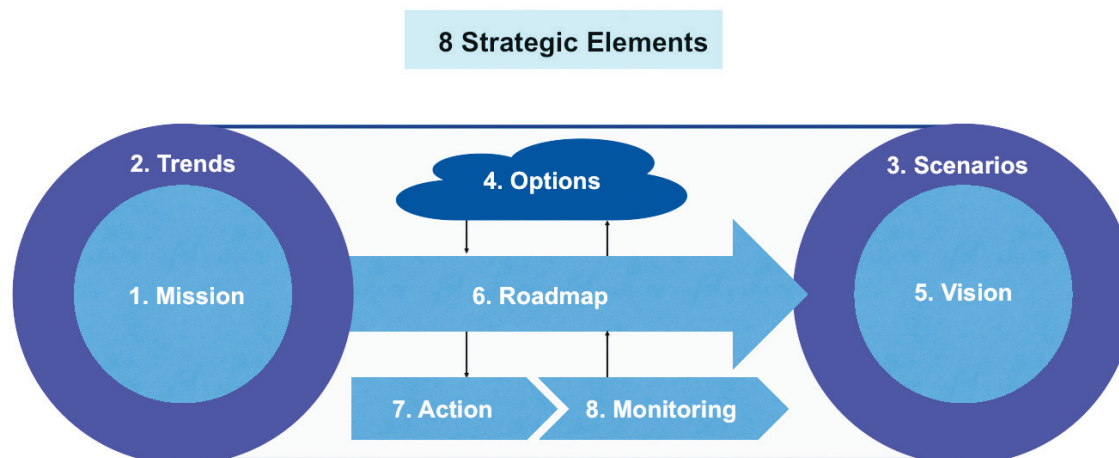 8 Strategic Elements
2. Trends
3. Scenarios
4. Options
1. Mission
6. Roadmap
5. Vision
7. Action
8. Monitoring